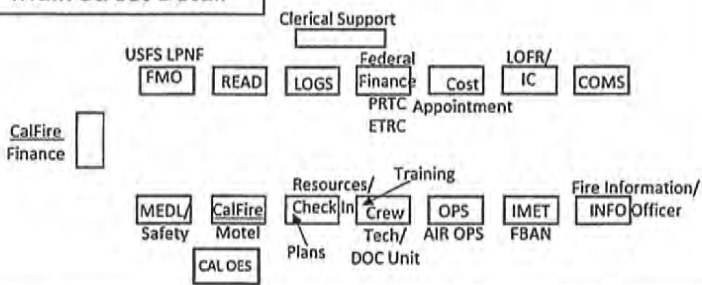 Clerical Support
USFS LPNF
FMO
READ
LOGS
Federal
Finance
PRTC
ETRC
Cost
Appointment
LOFR/
IC
COMS
CalFire
Finance
MEDL/
Safety
CalFire
Motel
CAL OES
Resources/
Check In
Plans
Training
Crew
Tech/
DOC Unit
OPS
AIR OPS
IMET
FBAN
Fire Information/
INFO Officer